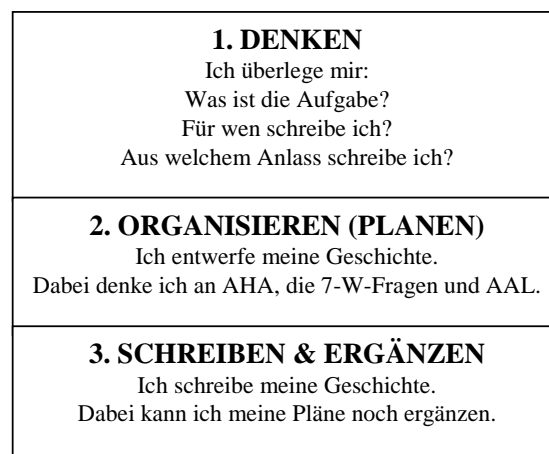 1. DENKEN
Ich überlege mir:
Was ist die Aufgabe?
Für wen schreibe ich?
Aus welchem Anlass schreibe ich?
2. ORGANISIEREN (PLANEN)
Ich entwerfe meine Geschichte.
Dabei denke ich an AHA, die 7-W-Fragen und AAL.
3. SCHREIBEN & ERGÄNZEN
Ich schreibe meine Geschichte.
Dabei kann ich meine Pläne noch ergänzen.